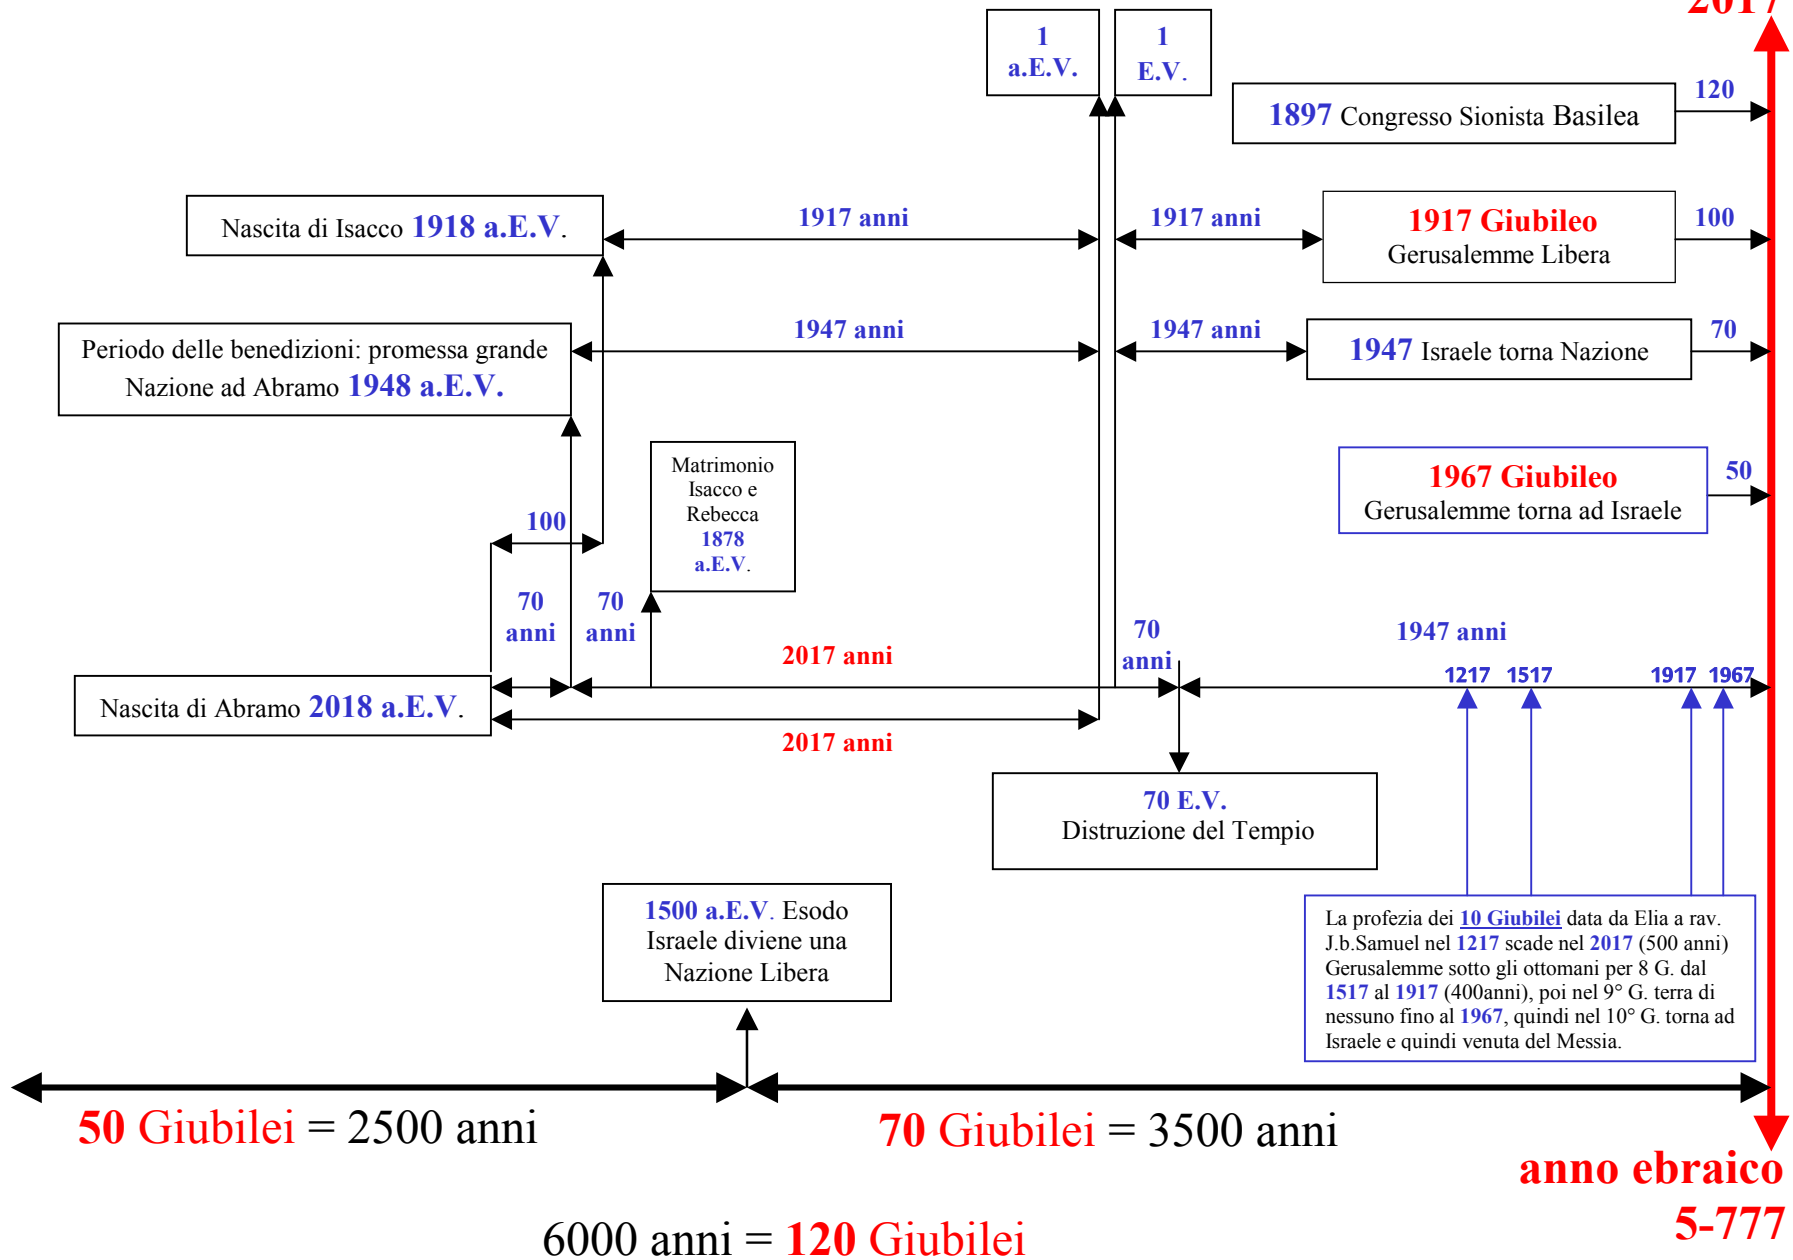 2017
1
a.E.V.
1
E.V.
120
1897 Congresso Sionista Basilea
Nascita di Isacco 1918 a.E.V.
1917 anni
1917 anni
1917 Giubileo
Gerusalemme Libera
100
Periodo delle benedizioni: promessa grande
Nazione ad Abramo 1948 a.E.V.
1947 anni
1947 anni
1947 Israele torna Nazione
70
Matrimonio
Isacco e
Rebecca
1878
a.E.V.
1967 Giubileo
Gerusalemme torna ad Israele
50
100
70
anni
70
anni
2017 anni
70
anni
1947 anni
1217 1517 1917 1967
Nascita di Abramo 2018 a.E.V.
2017 anni
70 E.V.
Distruzione del Tempio
1500 a.E.V. Esodo
Israele diviene una
Nazione Libera
La profezia dei 10 Giubilei data da Elia a rav.
J.b.Samuel nel 1217 scade nel 2017 (500 anni)
Gerusalemme sotto gli ottomani per 8 G. dal
1517 al 1917 (400anni), poi nel 9° G. terra di
nessuno fino al 1967, quindi nel 10° G. torna ad
Israele e quindi venuta del Messia.
50 Giubilei = 2500 anni
70 Giubilei = 3500 anni
anno ebraico
5-777
6000 anni = 120 Giubilei